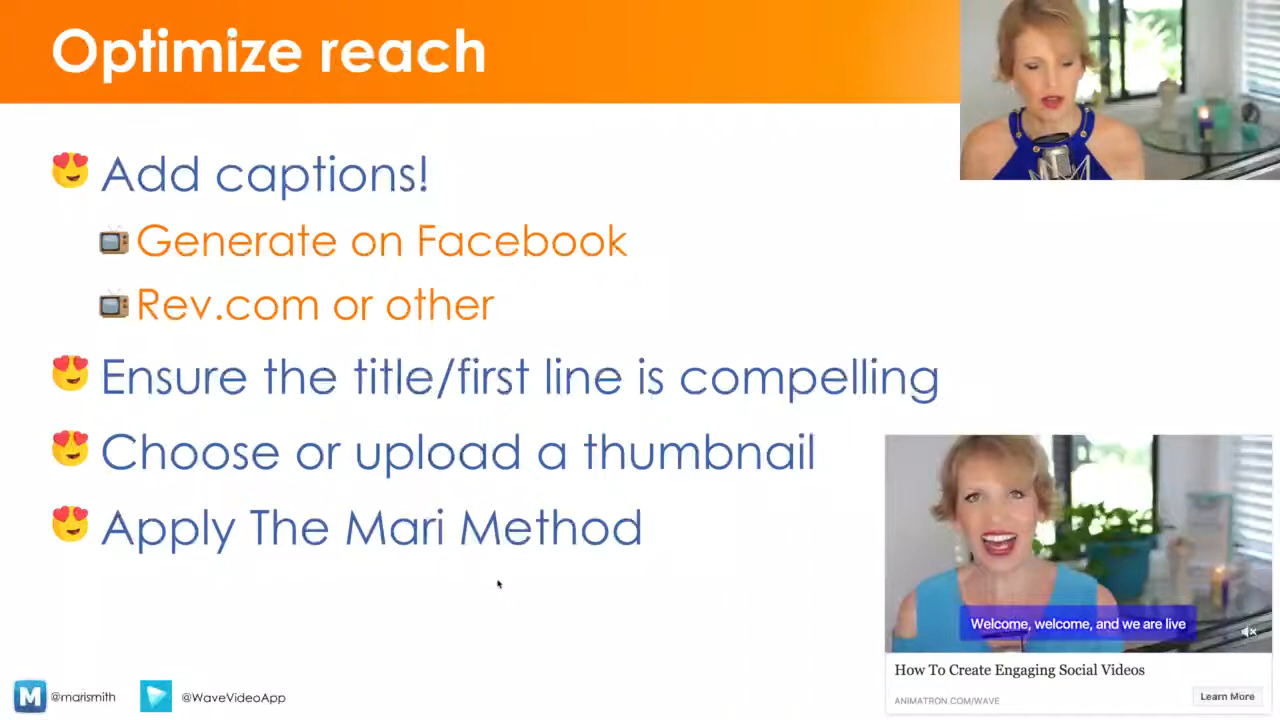 Optimize reach
Add captions!
Generate on Facebook
Rev.com or other
Ensure the title/first line is compelling
Choose or upload a thumbnail
Apply The Mari Method
Welcome, welcome, and we are live
How To Create Engaging Social Videos
ANIMATRON.COM/WAVE
Learn More
M @marismith
@WaveVideoApp